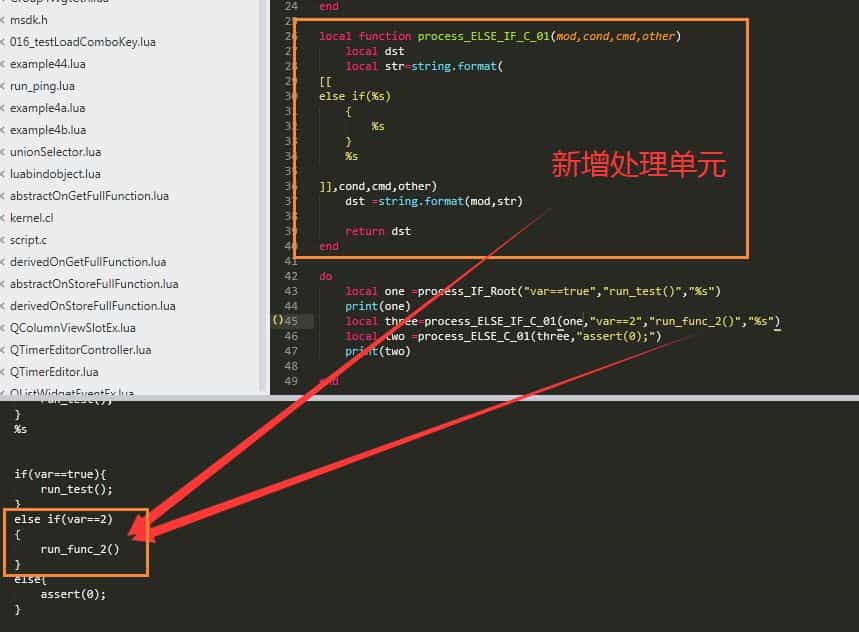 msdk.h
016_testLoadComboKey.lua
example44.lua
run_ping.lua
example4a.lua
example4b.lua
unionSelector.lua
luabindobject.lua
abstractOnGetFullFunction.lua
kernel.cl
script.c
derivedOnGetFullFunction.lua
abstractOnStoreFullFunction.lua
derivedOnStoreFullFunction.lua
QColumnViewSlotEx.lua
QTimerEditorController.lua
QTimerEditor.lua
QListWidgetEventEx.lua
24 end
25
26 local function process_ELSE_IF_C_01(mod,cond,cmd,other)
27 local dst
28 local str=string.format(
29 [[
30 else if(%s)
31 {
32 %s
33 }
34 %s
35
36 ]],cond,cmd,other)
37 dst =string.format(mod,str)
38
39 return dst
40 end
41
42 do
43 local one =process_IF_Root("var==true","run_test()","%s")
44 print(one)
45 local three=process_ELSE_IF_C_01(one,"var==2","run_func_2()","%s")
46 local two =process_ELSE_C_01(three,"assert(0);")
47 print(two)
48
49 end
新增处理单元
run_test();
}
%s
if(var==true){
run_test();
}
else if(var==2)
{
run_func_2()
}
else{
assert(0);
}